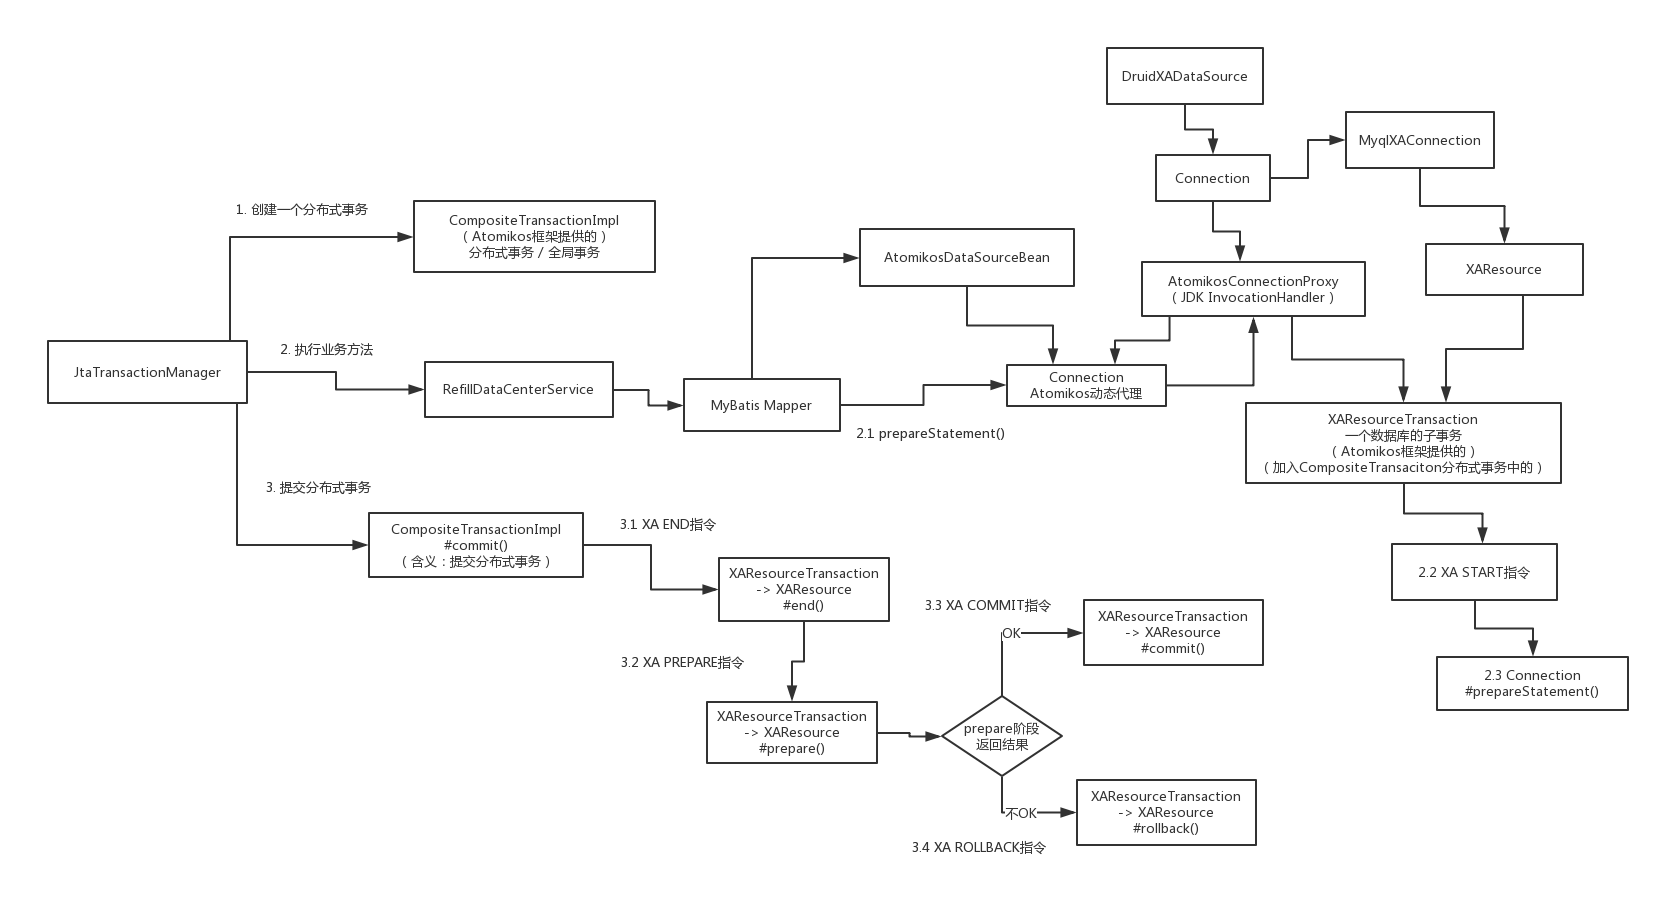 DruidXADataSource
MyqlXAConnection
Connection
1. 创建一个分布式事务
CompositeTransactionImpl
（Atomikos框架提供的）
分布式事务 / 全局事务
AtomikosDataSourceBean
XAResource
AtomikosConnectionProxy
（JDK InvocationHandler）
2. 执行业务方法
JtaTransactionManager
RefillDataCenterService
MyBatis Mapper
Connection
Atomikos动态代理
2.1 prepareStatement()
XAResourceTransaction
一个数据库的子事务
（Atomikos框架提供的）
（加入CompositeTransaciton分布式事务中的）
3. 提交分布式事务
CompositeTransactionImpl
#commit()
（含义：提交分布式事务）
3.1 XA END指令
XAResourceTransaction
-> XAResource
#end()
2.2 XA START指令
3.3 XA COMMIT指令
OK
XAResourceTransaction
-> XAResource
#commit()
3.2 XA PREPARE指令
2.3 Connection
#prepareStatement()
XAResourceTransaction
-> XAResource
#prepare()
prepare阶段
返回结果
不OK
XAResourceTransaction
-> XAResource
#rollback()
3.4 XA ROLLBACK指令